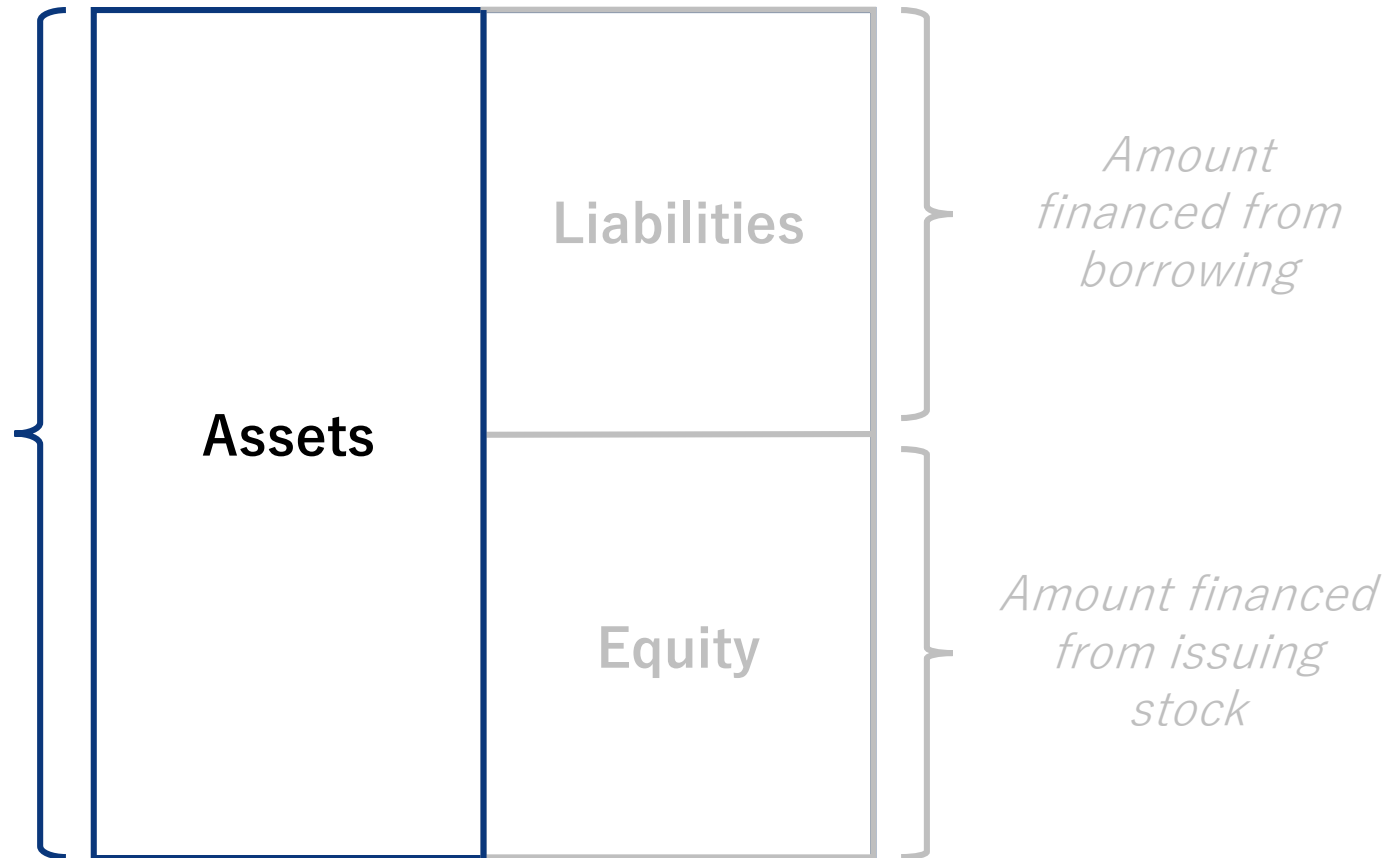 Assets
Liabilities
Amount
financed from
borrowing
Equity
Amount financed
from issuing
stock